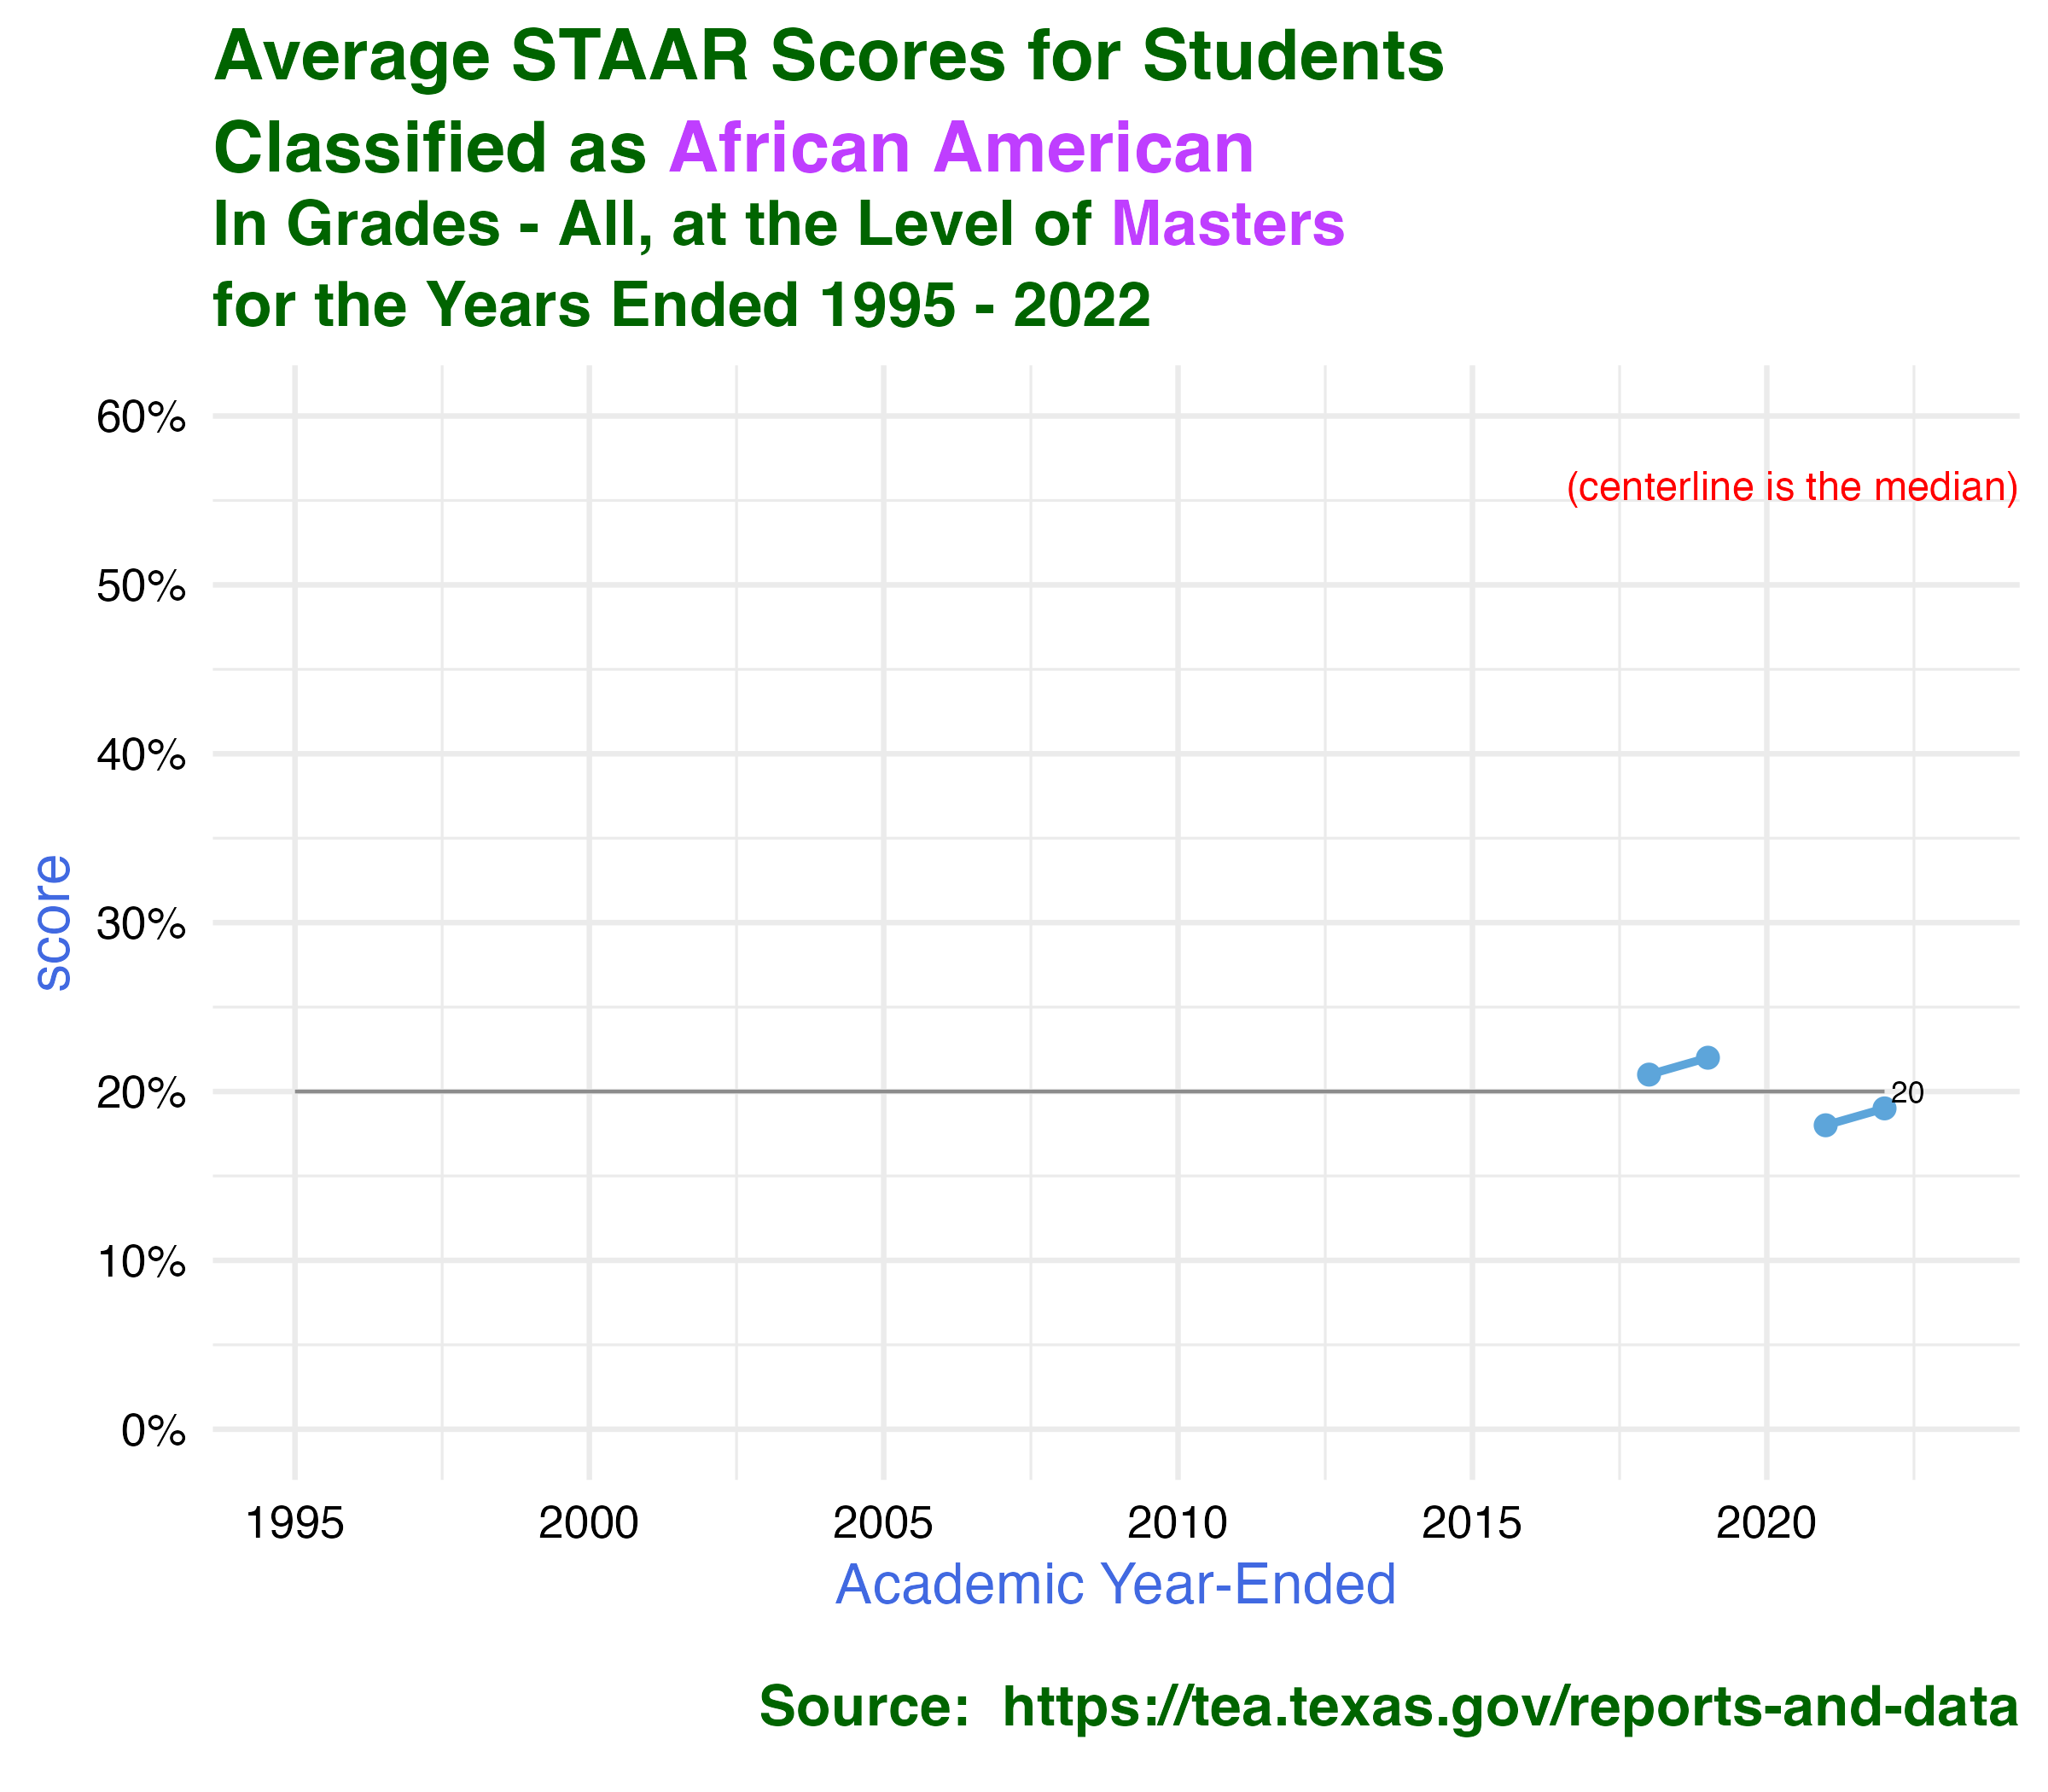 Average STAAR Scores for Students
Classified as African American
In Grades - All, at the Level of Masters
for the Years Ended 1995 - 2022
60%
(centerline is the median)
50%
40%
30%
score
20%
20
10%
0%
1995 2000 2005 2010 2015 2020
Academic Year-Ended
Source:  https://tea.texas.gov/reports-and-data